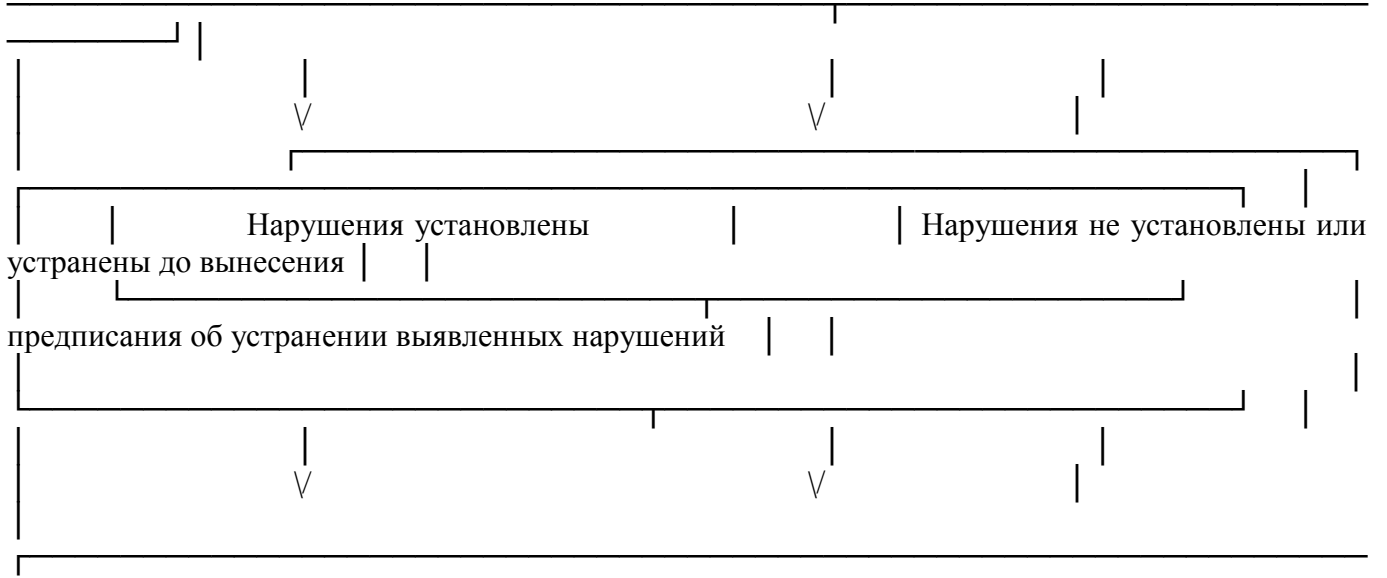 Нарушения установлены Нарушения не установлены или
устранены до вынесения
предписания об устранении выявленных нарушений